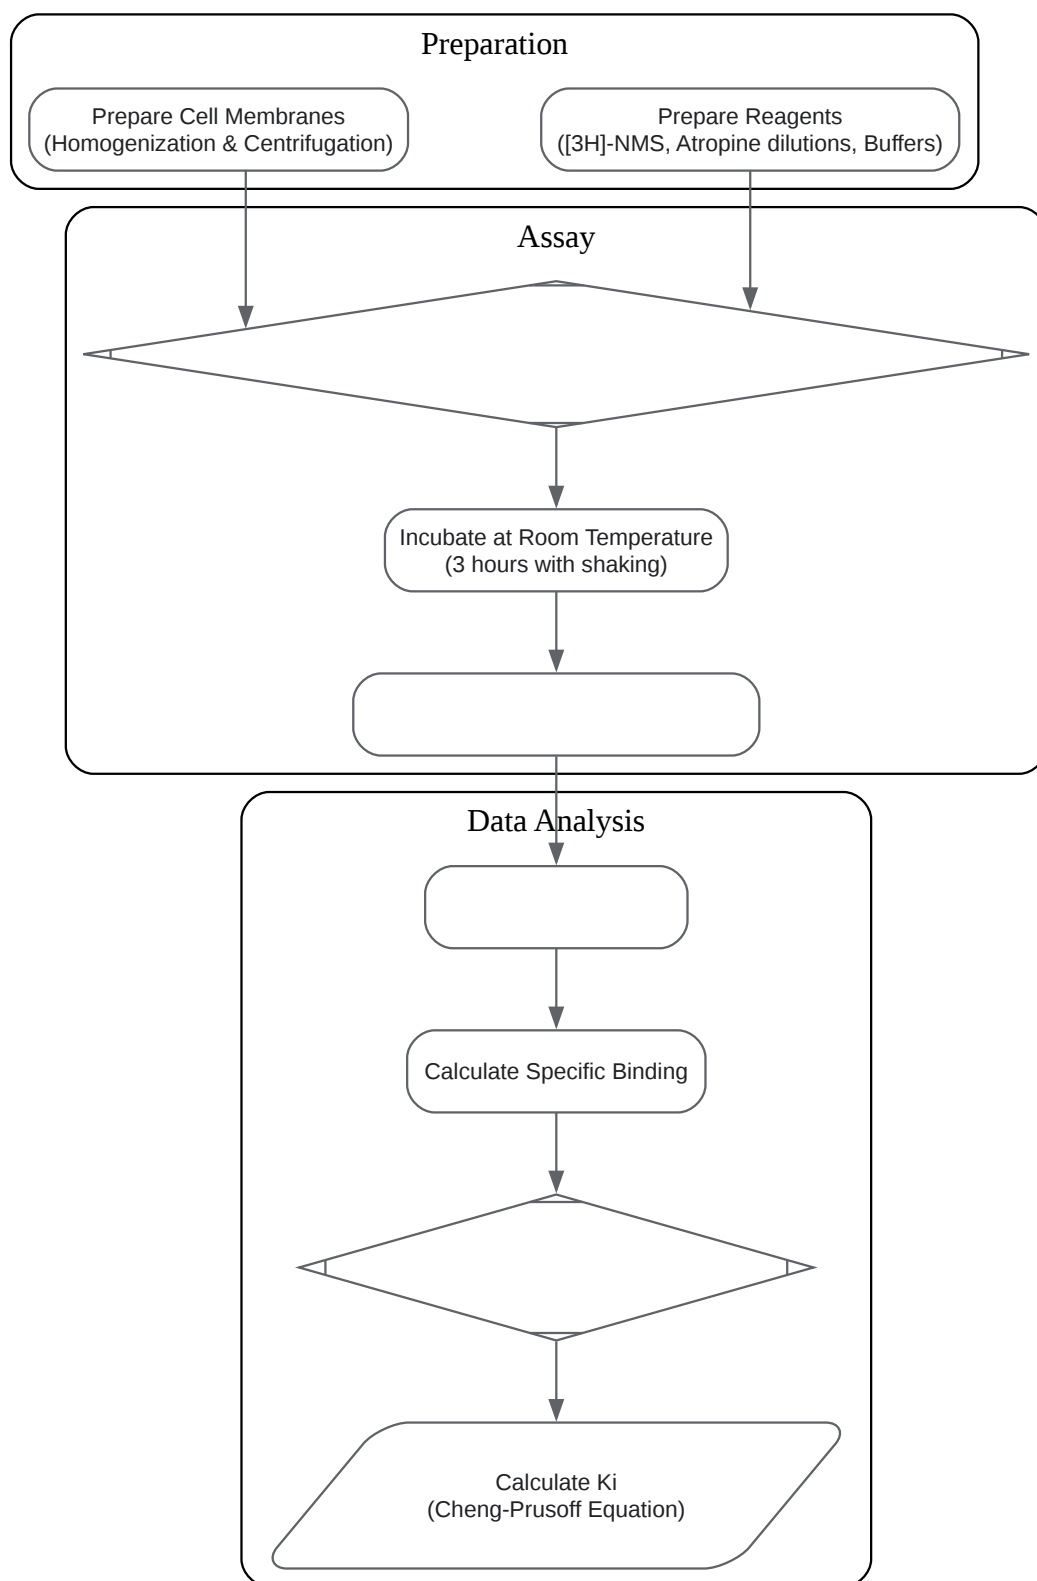 Preparation
Prepare Cell Membranes
(Homogenization & Centrifugation)
Prepare Reagents
([3H]-NMS, Atropine dilutions, Buffers)
Assay
Incubate at Room Temperature
(3 hours with shaking)
Data Analysis
Calculate Specific Binding
Calculate Ki
(Cheng-Prusoff Equation)